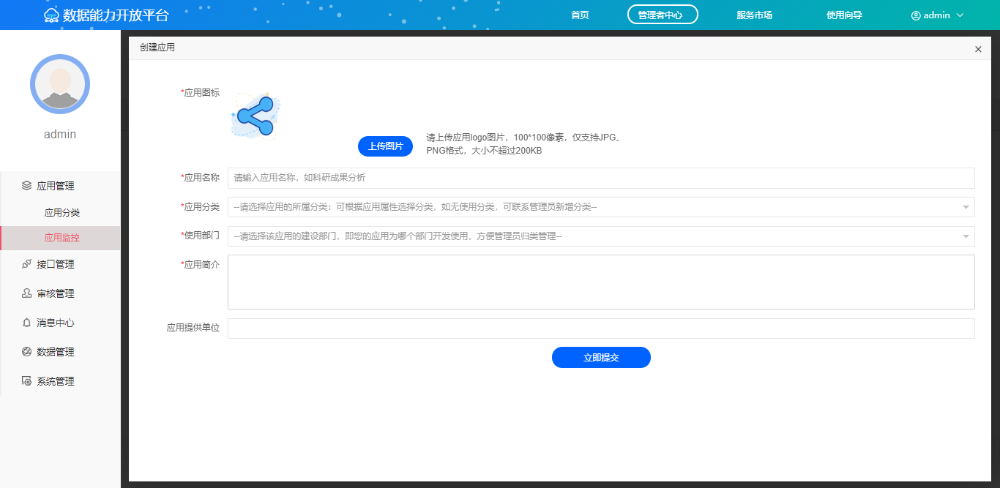 数据能力开放平台
首页
管理者中心
服务市场
使用向导
admin
admin
应用管理
应用分类
应用监控
接口管理
审核管理
消息中心
数据管理
系统管理
创建应用
*应用图标
上传图片
请上传应用logo图片，100*100像素，仅支持JPG、
PNG格式，大小不超过200KB
*应用名称
请输入应用名称，如科研成果分析
*应用分类
--请选择应用的所属分类：可根据应用属性选择分类，如无使用分类，可联系管理员新增分类--
*使用部门
--请选择该应用的建设部门，即您的应用为哪个部门开发使用，方便管理员归类管理--
*应用简介
应用提供单位
立即提交